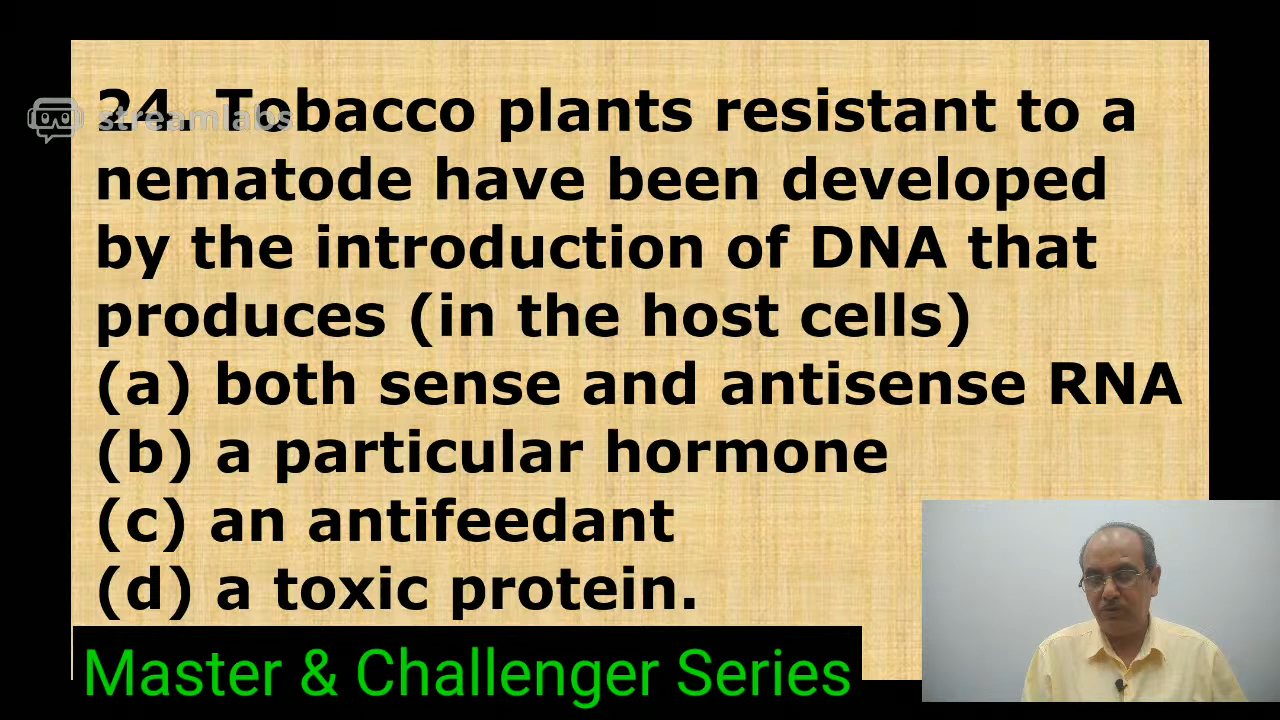 24. Tobacco plants resistant to a
streamlabs
nematode have been developed
by the introduction of DNA that
produces (in the host cells)
(a) both sense and antisense RNA
(b) a particular hormone
(c) an antifeedant
(d) a toxic protein.
Master & Challenger Series